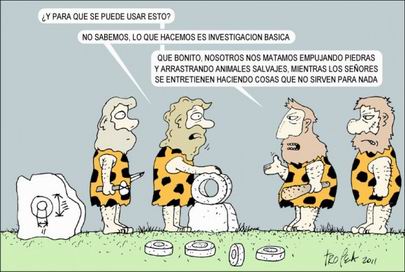 ¿Y PARA QUE SE PUEDE USAR ESTO?
NO SABEMOS, LO QUE HACEMOS ES INVESTIGACION BASICA
QUE BONITO, NOSOTROS NOS MATAMOS EMPUJANDO PIEDRAS
Y ARRASTRANDO ANIMALES SALVAJES, MIENTRAS LOS SEÑORES
SE ENTRETIENEN HACIENDO COSAS QUE NO SIRVEN PARA NADA
2011